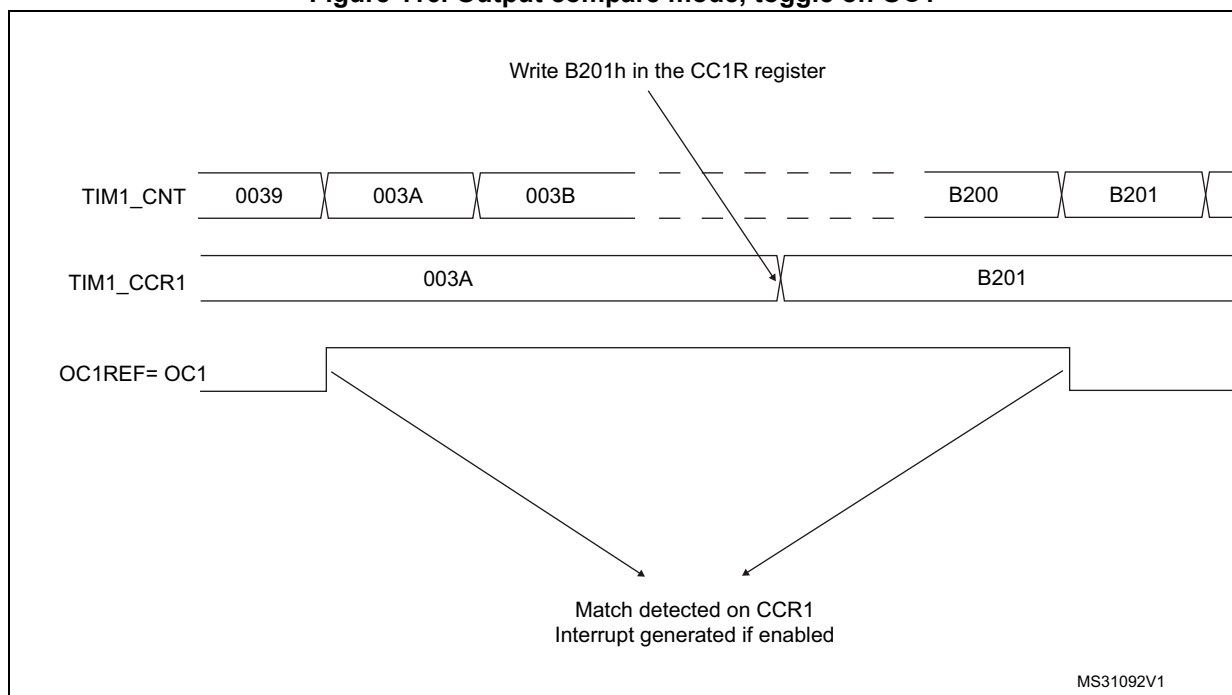 Write B201h in the CC1R register
TIM1_CNT 0039 003A 003B B200 B201
TIM1_CCR1 003A B201
OC1REF= OC1
Match detected on CCR1
Interrupt generated if enabled
MS31092V1